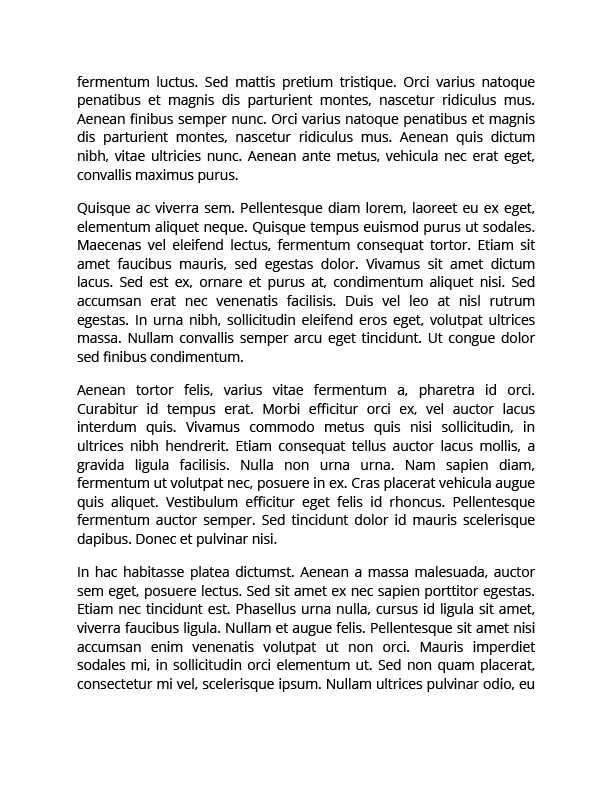 fermentum luctus. Sed mattis pretium tristique. Orci varius natoque
penatibus et magnis dis parturient montes, nascetur ridiculus mus.
Aenean finibus semper nunc. Orci varius natoque penatibus et magnis
dis parturient montes, nascetur ridiculus mus. Aenean quis dictum
nibh, vitae ultricies nunc. Aenean ante metus, vehicula nec erat eget,
convallis maximus purus.
Quisque ac viverra sem. Pellentesque diam lorem, laoreet eu ex eget,
elementum aliquet neque. Quisque tempus euismod purus ut sodales.
Maecenas vel eleifend lectus, fermentum consequat tortor. Etiam sit
amet faucibus mauris, sed egestas dolor. Vivamus sit amet dictum
lacus. Sed est ex, ornare et purus at, condimentum aliquet nisi. Sed
accumsan erat nec venenatis facilisis. Duis vel leo at nisl rutrum
egestas. In urna nibh, sollicitudin eleifend eros eget, volutpat ultrices
massa. Nullam convallis semper arcu eget tincidunt. Ut congue dolor
sed finibus condimentum.
Aenean tortor felis, varius vitae fermentum a, pharetra id orci.
Curabitur id tempus erat. Morbi efficitur orci ex, vel auctor lacus
interdum quis. Vivamus commodo metus quis nisi sollicitudin, in
ultrices nibh hendrerit. Etiam consequat tellus auctor lacus mollis, a
gravida ligula facilisis. Nulla non urna urna. Nam sapien diam,
fermentum ut volutpat nec, posuere in ex. Cras placerat vehicula augue
quis aliquet. Vestibulum efficitur eget felis id rhoncus. Pellentesque
fermentum auctor semper. Sed tincidunt dolor id mauris scelerisque
dapibus. Donec et pulvinar nisi.
In hac habitasse platea dictumst. Aenean a massa malesuada, auctor
sem eget, posuere lectus. Sed sit amet ex nec sapien porttitor egestas.
Etiam nec tincidunt est. Phasellus urna nulla, cursus id ligula sit amet,
viverra faucibus ligula. Nullam et augue felis. Pellentesque sit amet nisi
accumsan enim venenatis volutpat ut non orci. Mauris imperdiet
sodales mi, in sollicitudin orci elementum ut. Sed non quam placerat,
consectetur mi vel, scelerisque ipsum. Nullam ultrices pulvinar odio, eu